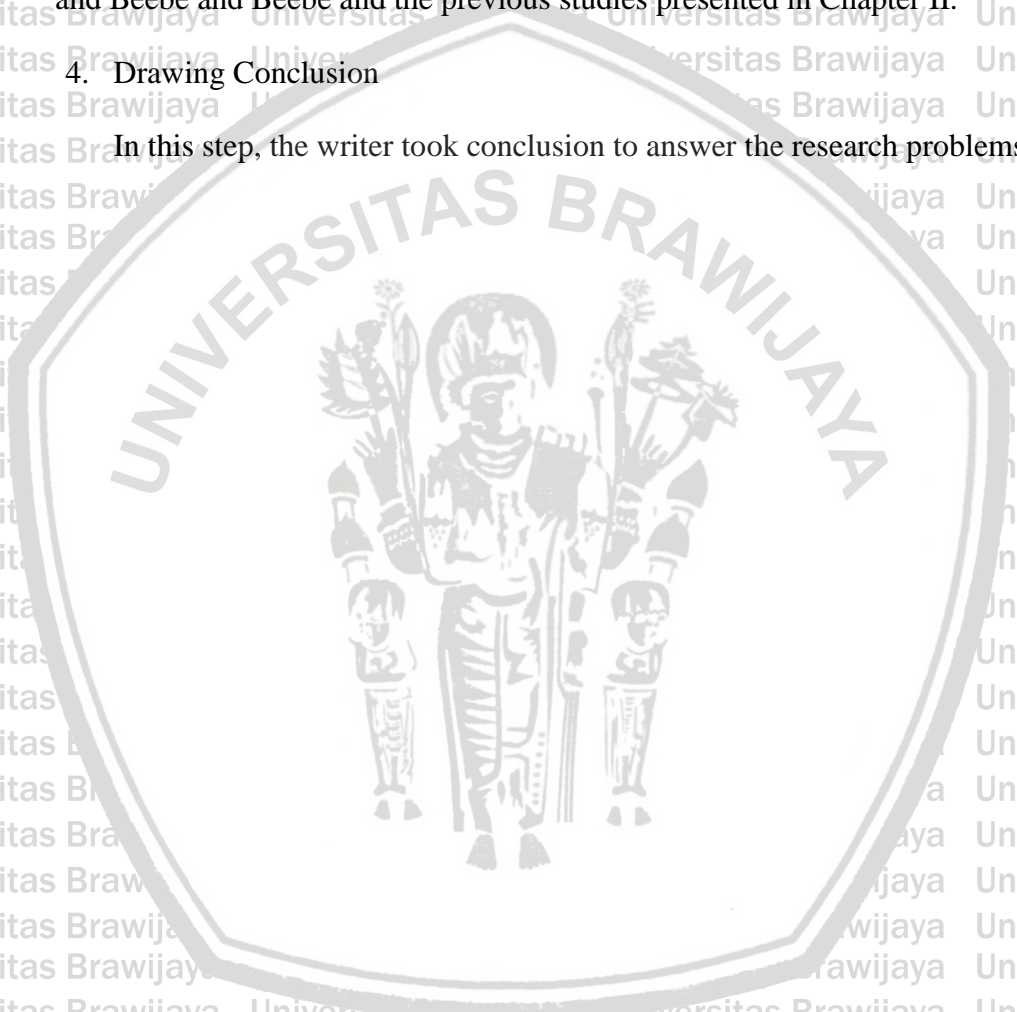 and Beebe and Beebe and the previous studies presented in Chapter II.
4. Drawing Conclusion
In this step, the writer took conclusion to answer the research problems
UNIVERSITAS BRAWIJAYA